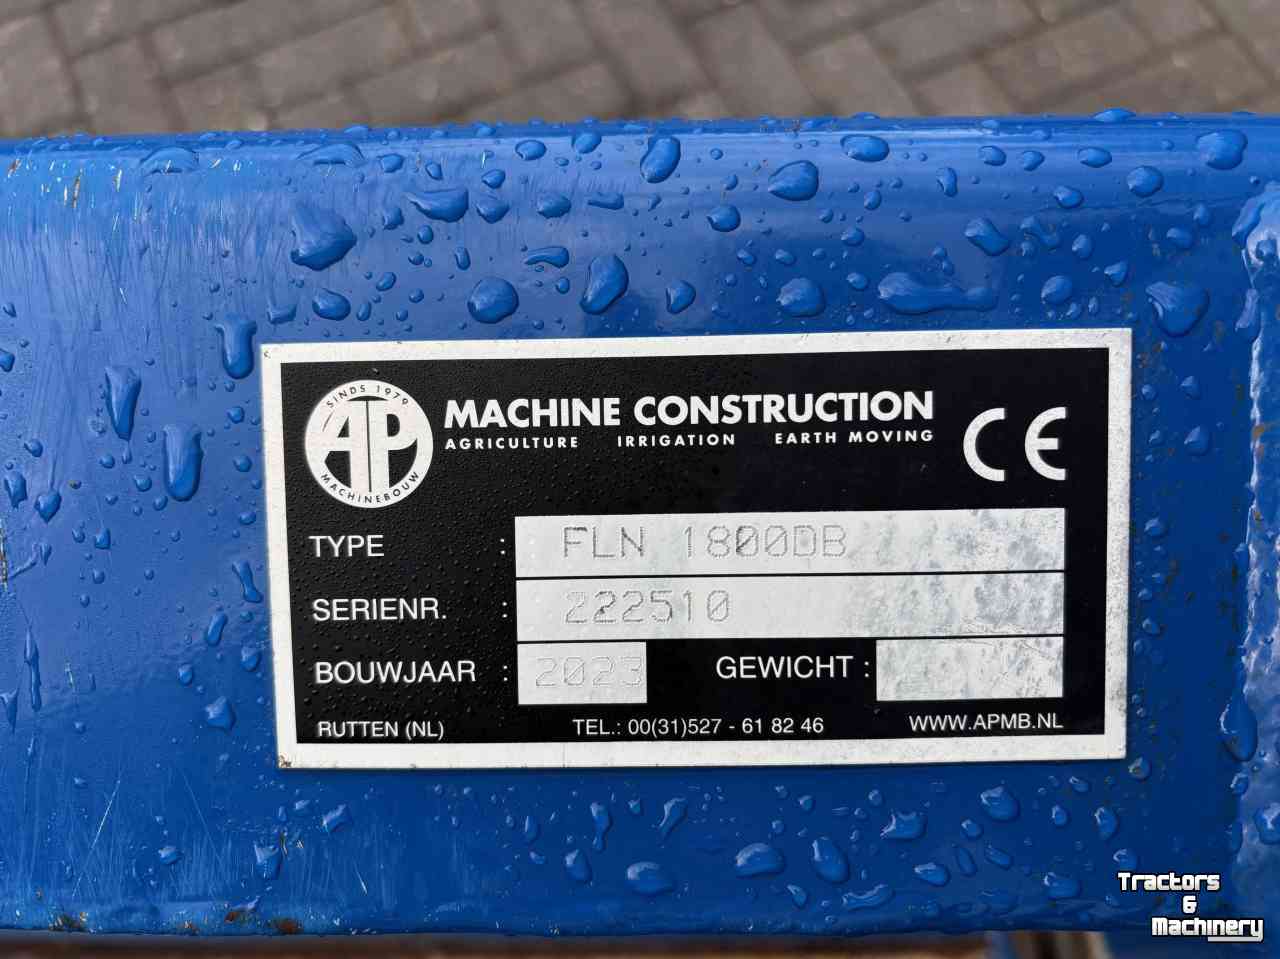 SINDS 1979
AP
MACHINEBOUW
MACHINE CONSTRUCTION
AGRICULTURE IRRIGATION EARTH MOVING
CE
TYPE : FLN 1800DB
SERIENR. : 222510
BOUWJAAR : 2023 GEWICHT :
RUTTEN (NL) TEL.: 00(31)527 - 61 82 46 WWW.APMB.NL
Tractors
&
Machinery